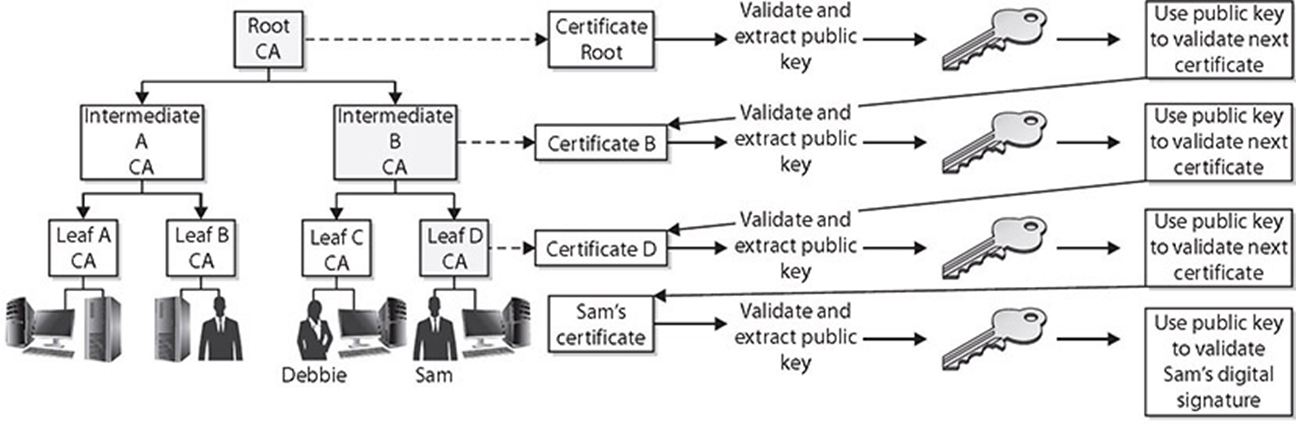 Root
CA
Certificate
Root
Validate and
extract public
key
Use public key
to validate next
certificate
Intermediate
A
CA
Intermediate
B
CA
Certificate B
Validate and
extract public
key
Use public key
to validate next
certificate
Leaf A
CA
Leaf B
CA
Leaf C
CA
Leaf D
CA
Certificate D
Validate and
extract public
key
Use public key
to validate next
certificate
Debbie
Sam
Sam's
certificate
Validate and
extract public
key
Use public key
to validate
Sam's digital
signature